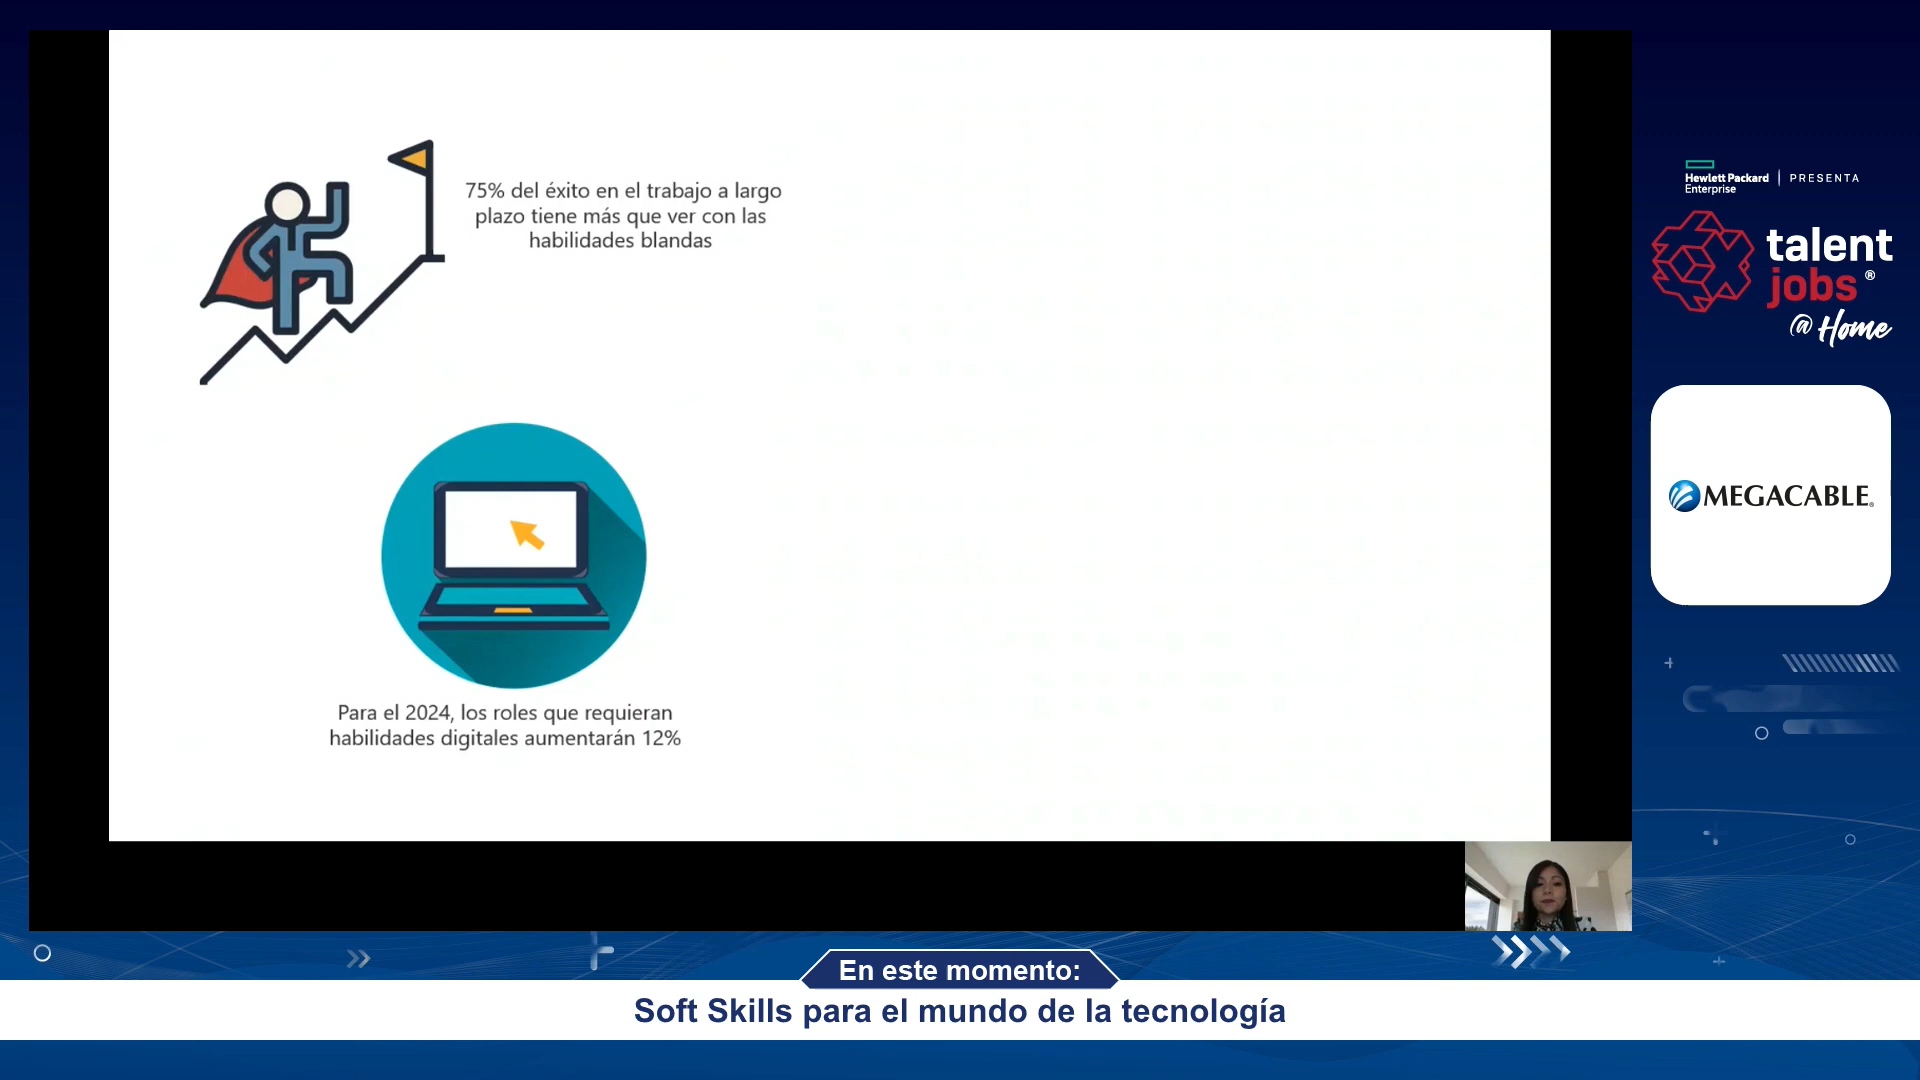 75% del éxito en el trabajo a largo
plazo tiene más que ver con las
habilidades blandas
Para el 2024, los roles que requieran
habilidades digitales aumentarán 12%
Hewlett Packard
Enterprise
PRESENTA
talent
jobs®
@Home
MEGACABLE®
En este momento:
Soft Skills para el mundo de la tecnología